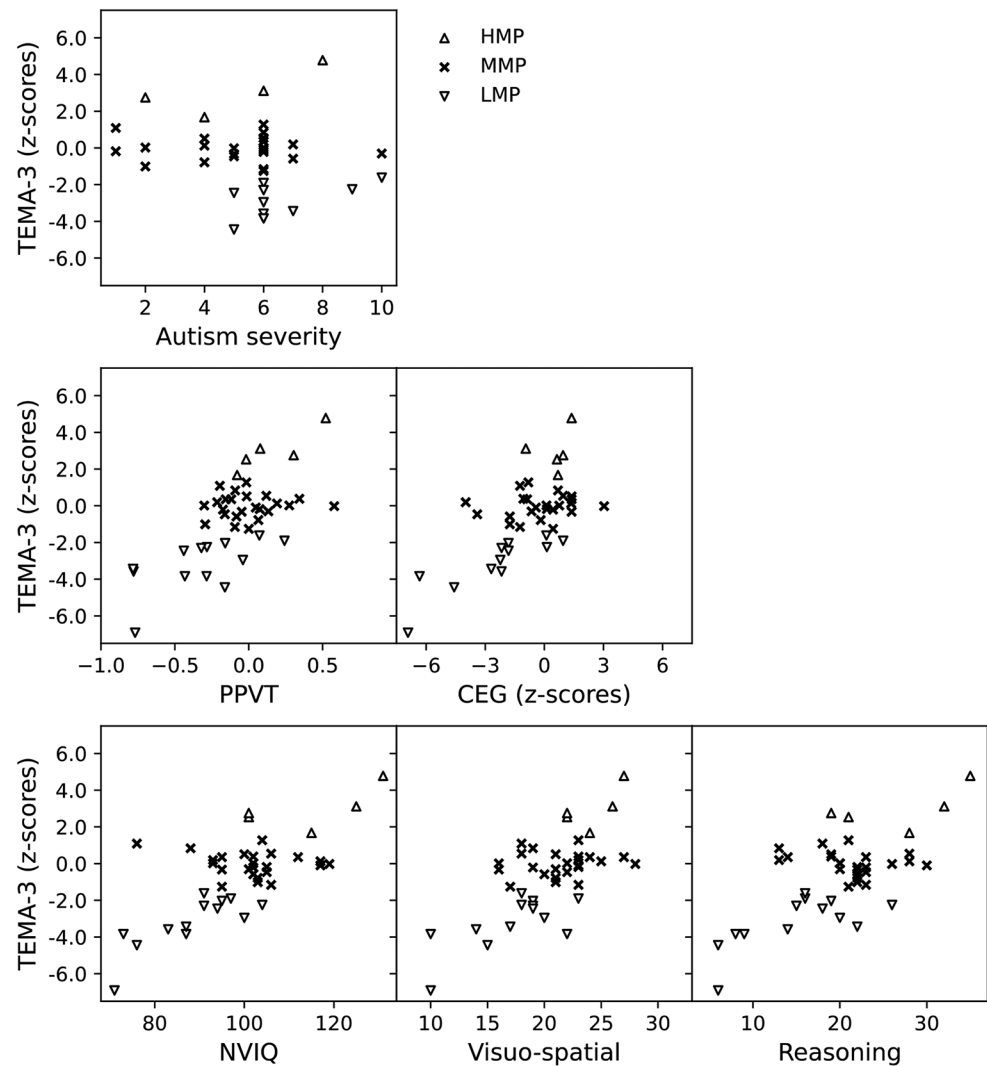 HMP
MMP
LMP
TEMA-3 (z-scores)
6.0
4.0
2.0
0.0
-2.0
-4.0
-6.0
2 4 6 8 10
Autism severity
TEMA-3 (z-scores)
6.0
4.0
2.0
0.0
-2.0
-4.0
-6.0
−1.0 −0.5 0.0 0.5 −6 −3 0 3 6
PPVT CEG (z-scores)
TEMA-3 (z-scores)
6.0
4.0
2.0
0.0
-2.0
-4.0
-6.0
80 100 120 10 15 20 25 30 10 20 30
NVIQ Visuo-spatial Reasoning